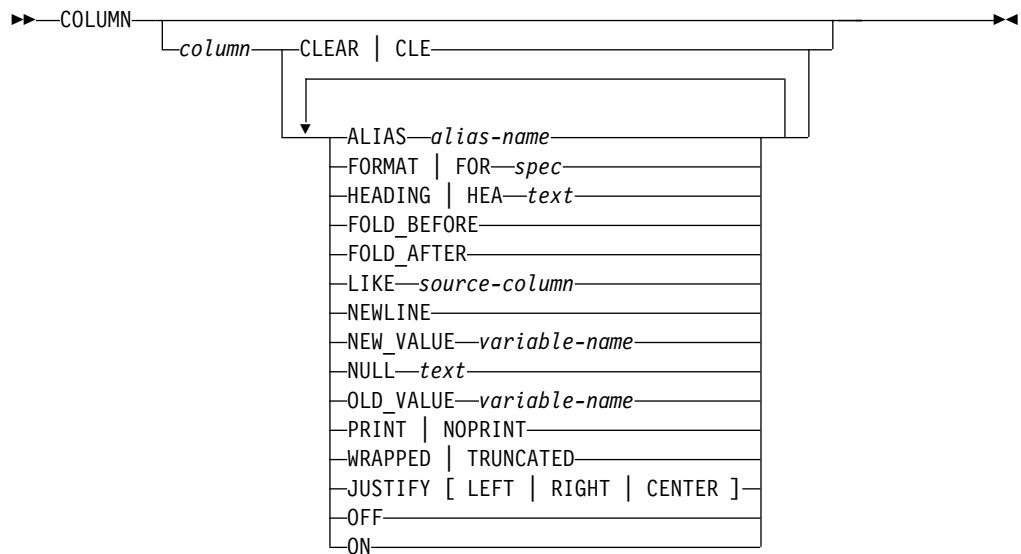 COLUMN
column CLEAR | CLE
ALIAS alias-name
FORMAT | FOR spec
HEADING | HEA text
FOLD_BEFORE
FOLD_AFTER
LIKE source-column
NEWLINE
NEW_VALUE variable-name
NULL text
OLD_VALUE variable-name
PRINT | NOPRINT
WRAPPED | TRUNCATED
JUSTIFY [ LEFT | RIGHT | CENTER ]
OFF
ON